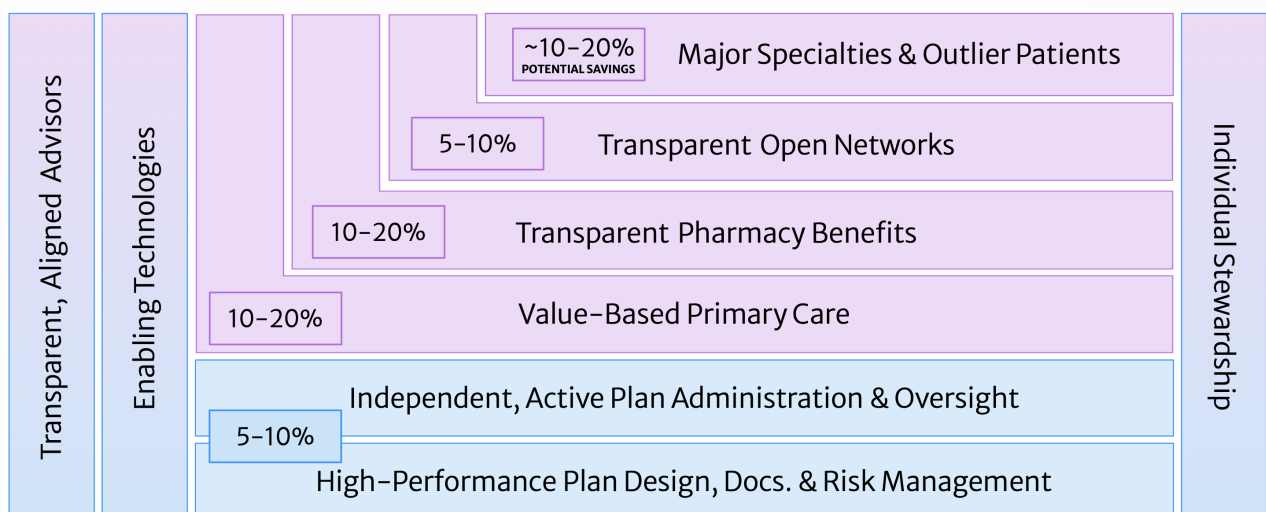 Transparent, Aligned Advisors
Enabling Technologies
~10–20%
POTENTIAL SAVINGS
Major Specialties & Outlier Patients
5–10%
Transparent Open Networks
10–20%
Transparent Pharmacy Benefits
10–20%
Value–Based Primary Care
Independent, Active Plan Administration & Oversight
5–10%
High–Performance Plan Design, Docs. & Risk Management
Individual Stewardship